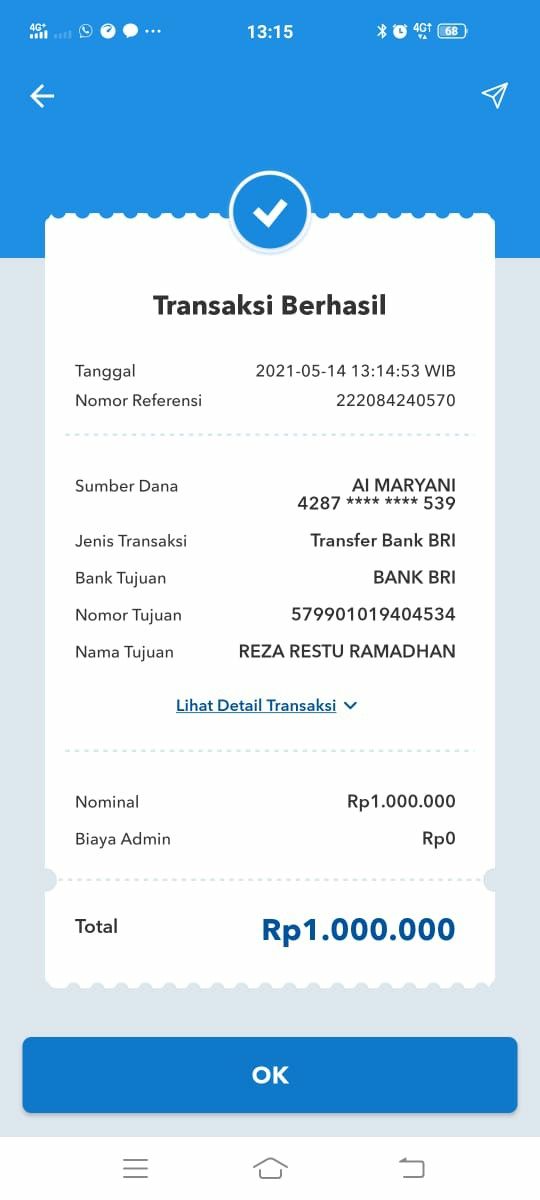 4G+ 13:15 4G 68
Transaksi Berhasil
Tanggal 2021-05-14 13:14:53 WIB
Nomor Referensi 222084240570
Sumber Dana AI MARYANI
4287 **** **** 539
Jenis Transaksi Transfer Bank BRI
Bank Tujuan BANK BRI
Nomor Tujuan 579901019404534
Nama Tujuan REZA RESTU RAMADHAN
Lihat Detail Transaksi
Nominal Rp1.000.000
Biaya Admin Rp0
Total Rp1.000.000
OK